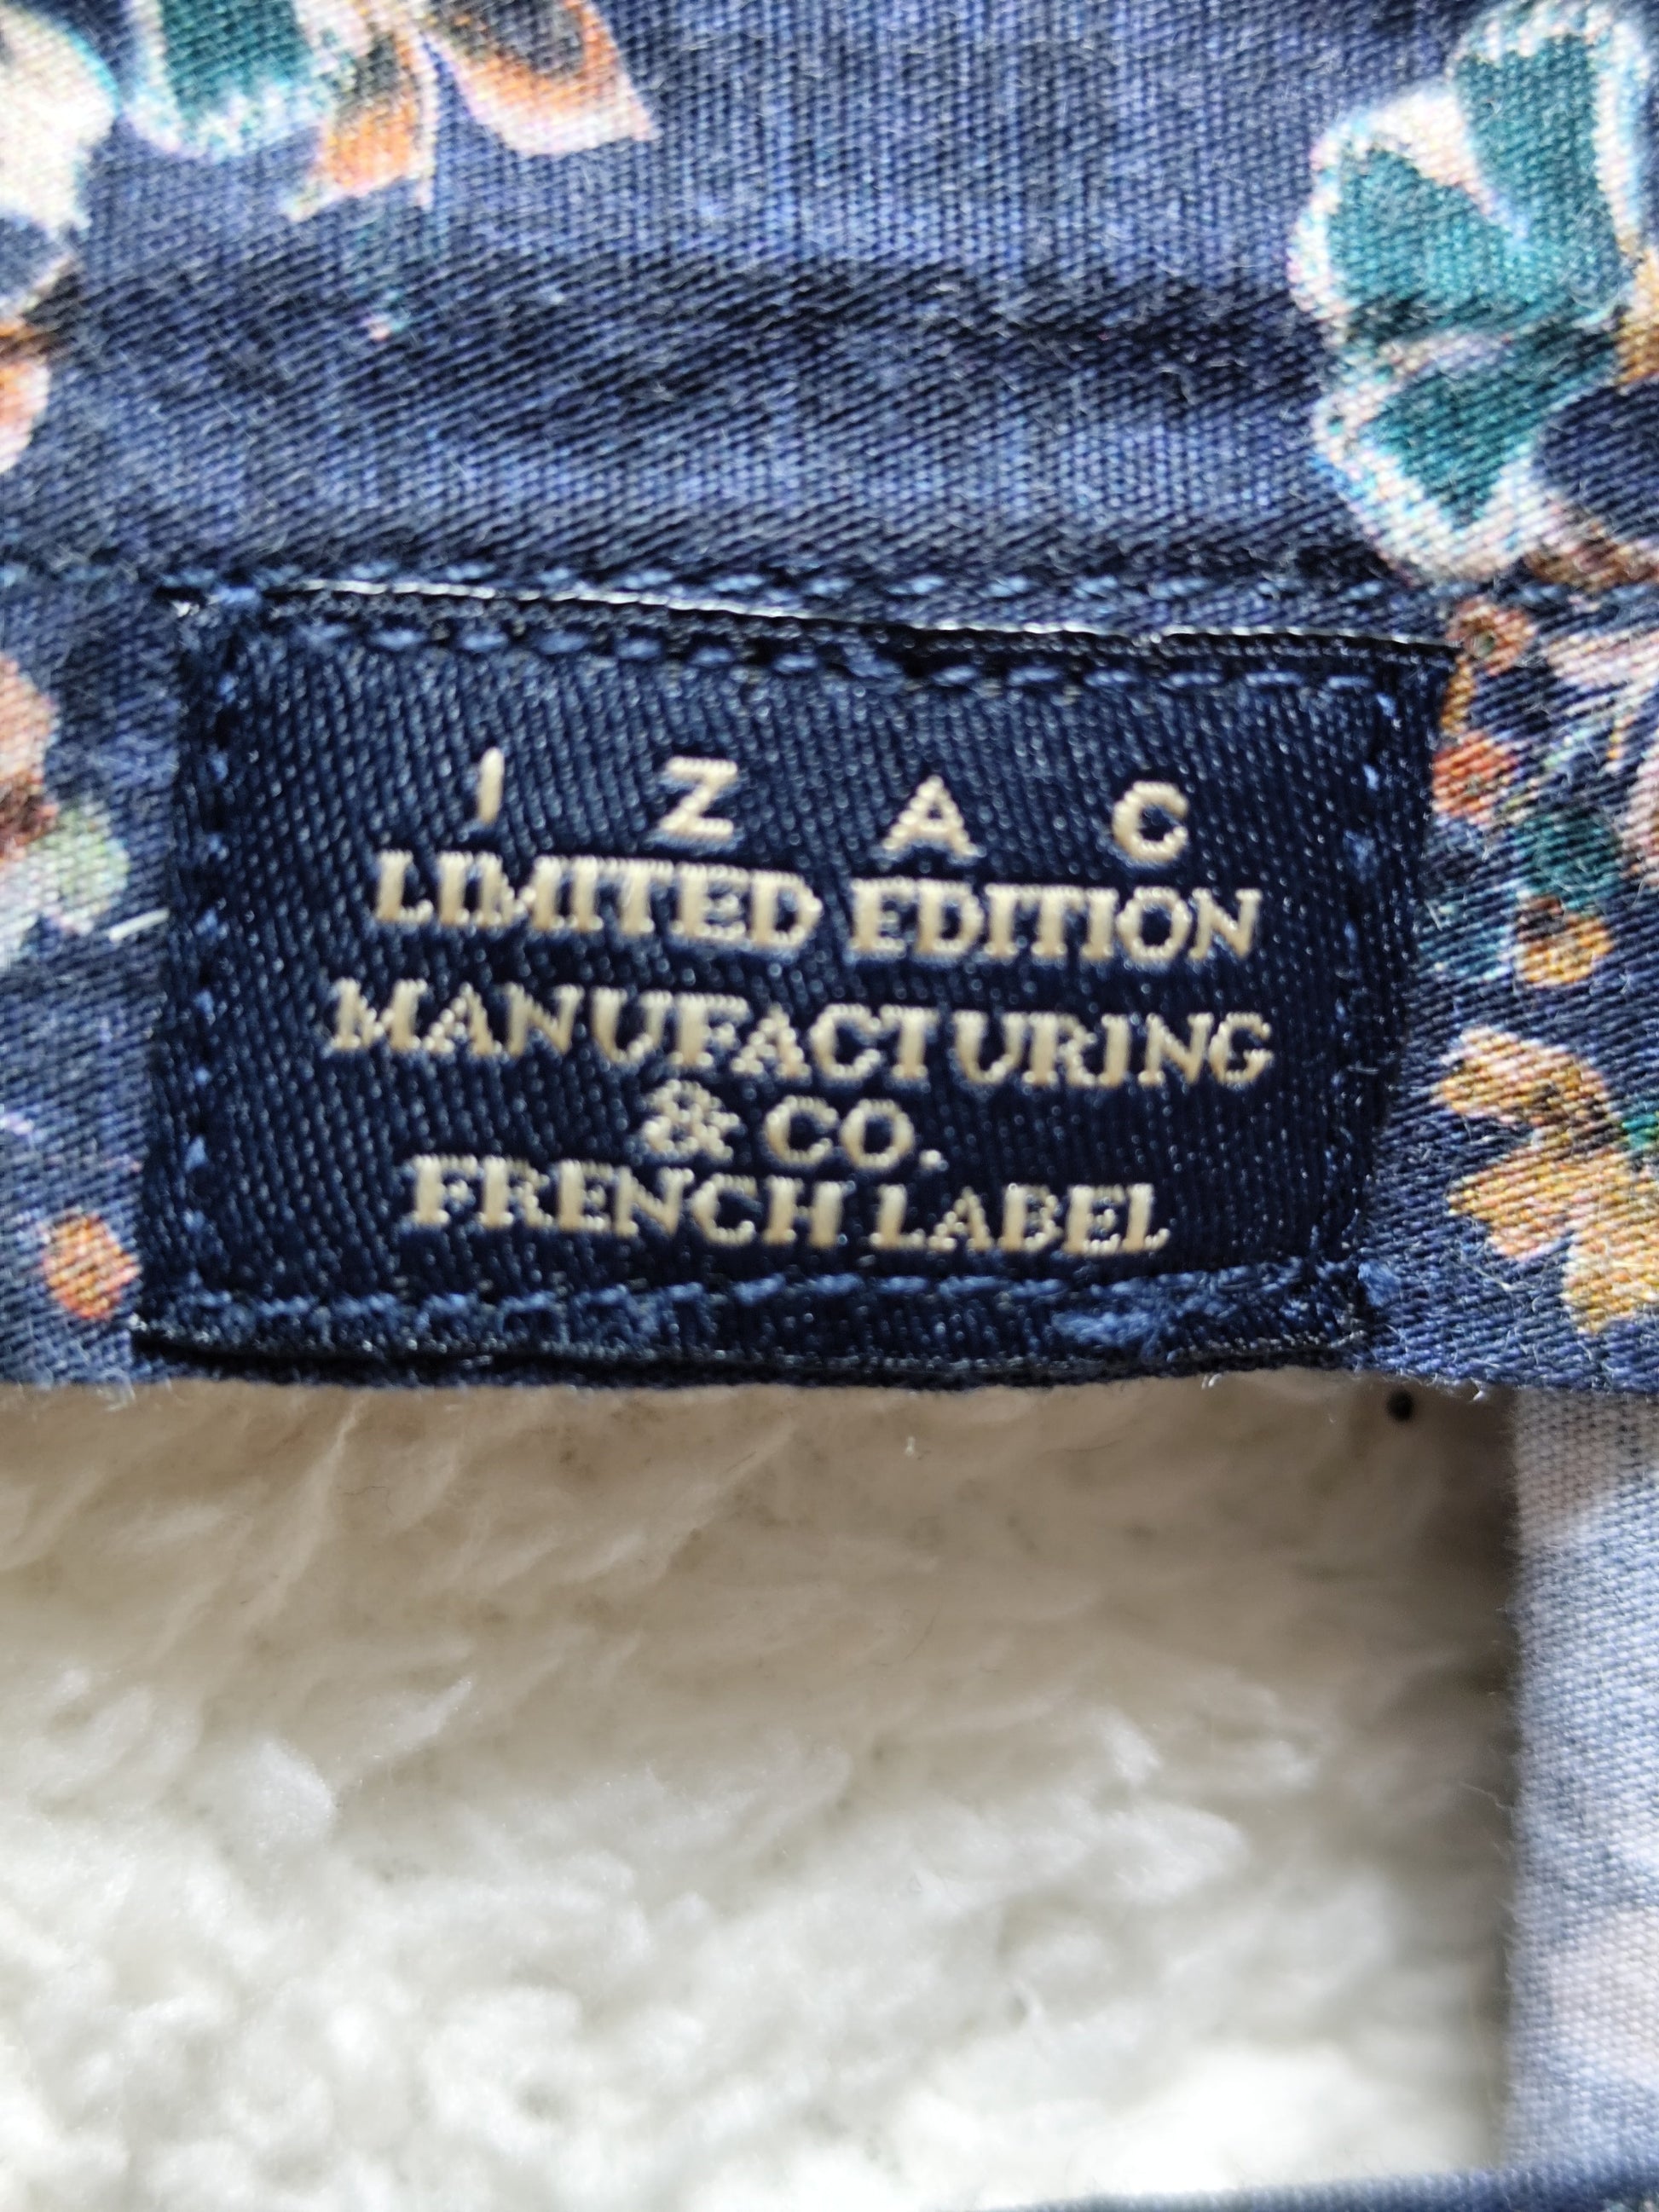 IZAC
LIMITED EDITION
MANUFACTURING
& CO.
FRENCH LABEL